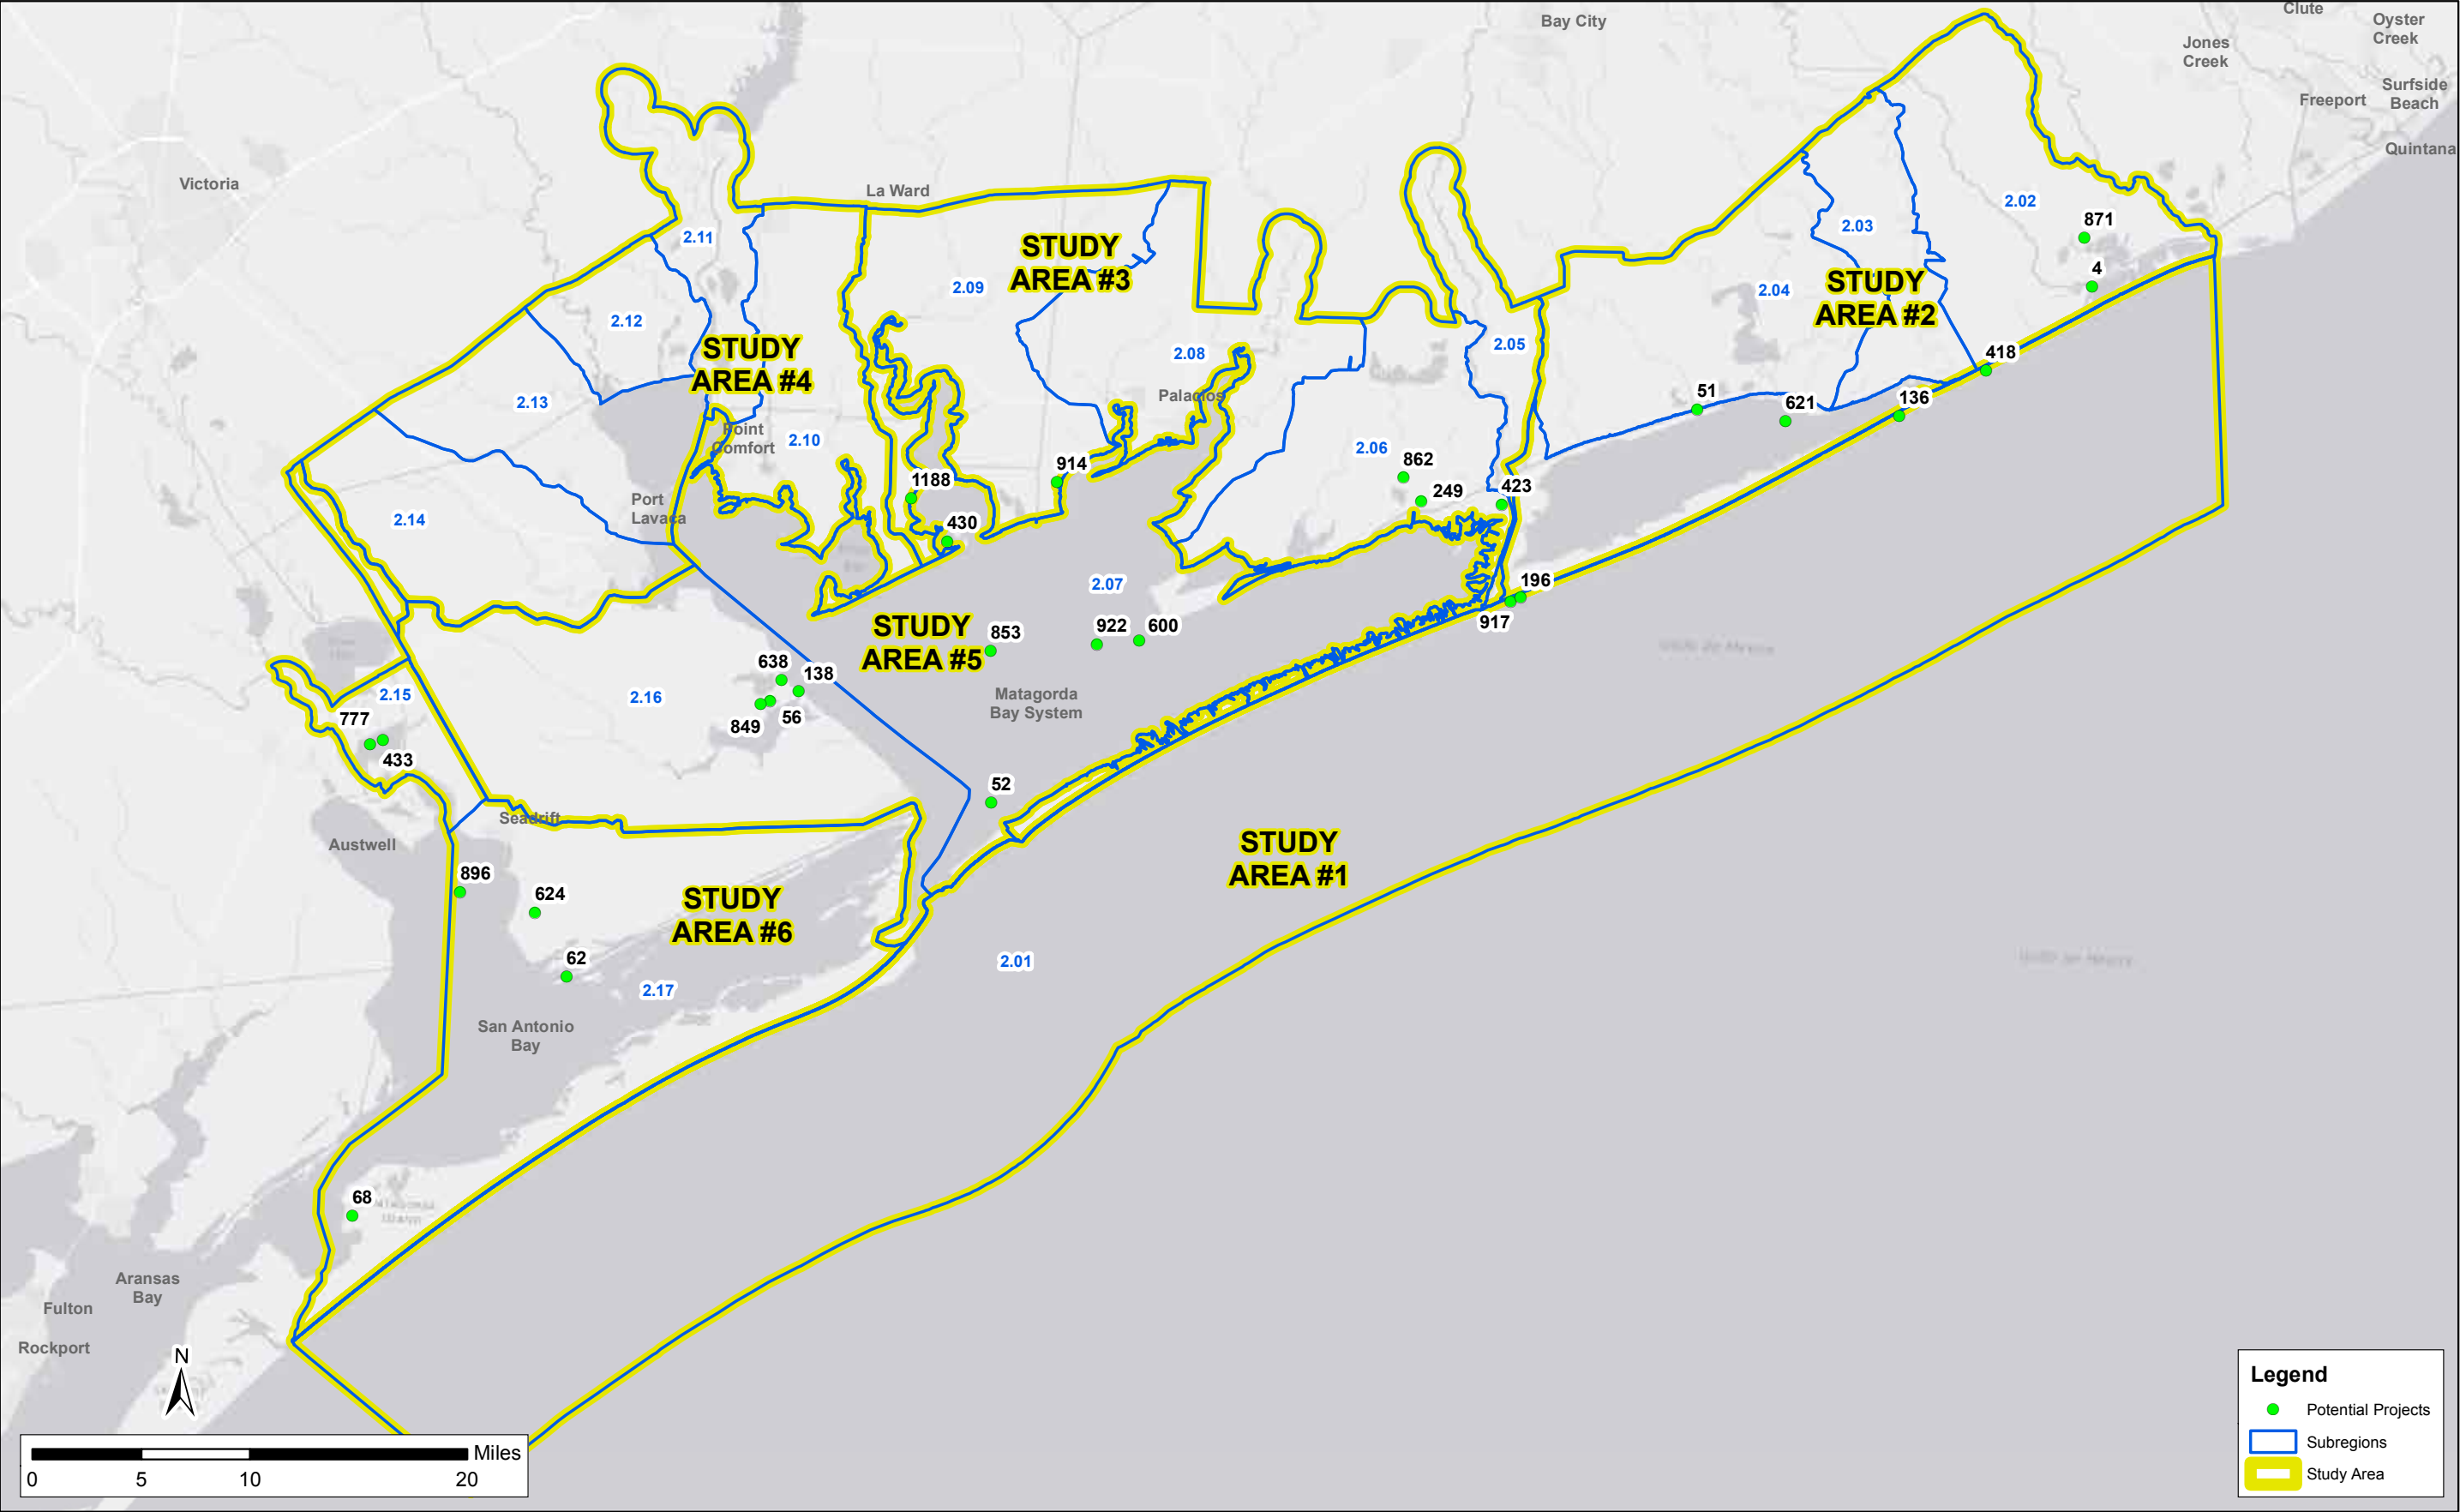 Clute
Oyster
Creek
Bay City
Jones
Creek
Surfside
Beach
Freeport
Quintana
Victoria
La Ward
2.02
871
2.03
2.11
STUDY
AREA #3
4
2.09
2.04
STUDY
AREA #2
2.12
STUDY
AREA #4
2.08
2.05
418
Palacios
51
621
136
2.13
Point
Comfort
2.10
2.06
862
914
1188
249
423
Port
Lavaca
2.14
430
2.07
196
917
STUDY
AREA #5
853
922
600
638
138
2.15
2.16
Matagorda
Bay System
777
849
56
433
52
Seadrift
Austwell
STUDY
AREA #1
896
624
STUDY
AREA #6
62
2.01
2.17
San Antonio
Bay
68
Aransas
Bay
Fulton
Rockport
N
Miles
0
5
10
20
Legend
Potential Projects
Subregions
Study Area